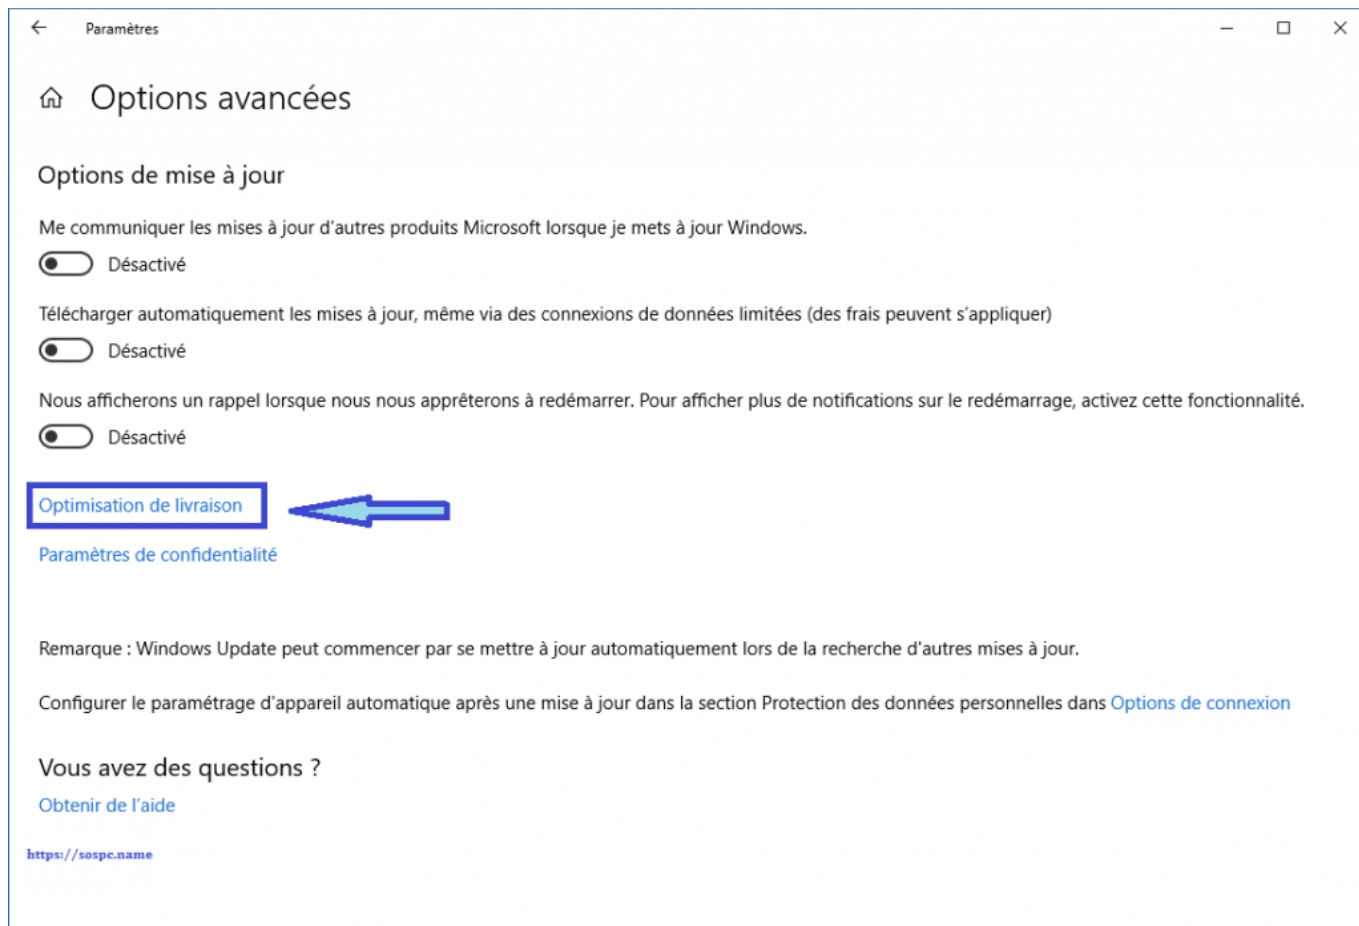 Paramètres
Options avancées
Options de mise à jour
Me communiquer les mises à jour d'autres produits Microsoft lorsque je mets à jour Windows.
Désactivé
Télécharger automatiquement les mises à jour, même via des connexions de données limitées (des frais peuvent s’appliquer)
Désactivé
Nous afficherons un rappel lorsque nous nous apprêterons à redémarrer. Pour afficher plus de notifications sur le redémarrage, activez cette fonctionnalité.
Désactivé
Optimisation de livraison
Paramètres de confidentialité
Remarque : Windows Update peut commencer par se mettre à jour automatiquement lors de la recherche d'autres mises à jour.
Configurer le paramétrage d'appareil automatique après une mise à jour dans la section Protection des données personnelles dans Options de connexion
Vous avez des questions ?
Obtenir de l’aide
https://sospc.name